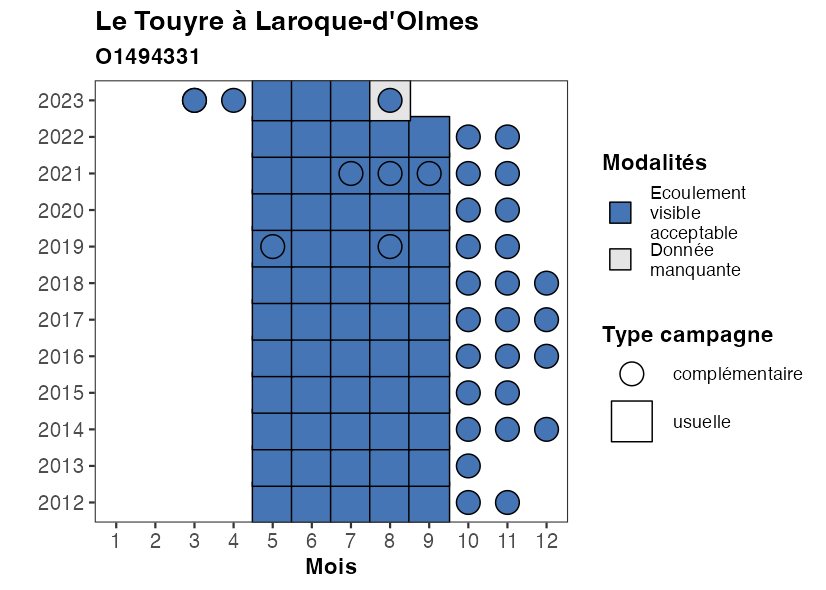 Le Touyre à Laroque-d'Olmes
O1494331
2023
2022
2021
2020
2019
2018
2017
2016
2015
2014
2013
2012
1 2 3 4 5 6 7 8 9 10 11 12
Mois
Modalités
Ecoulement
visible
acceptable
Donnée
manquante
Type campagne
complémentaire
usuelle